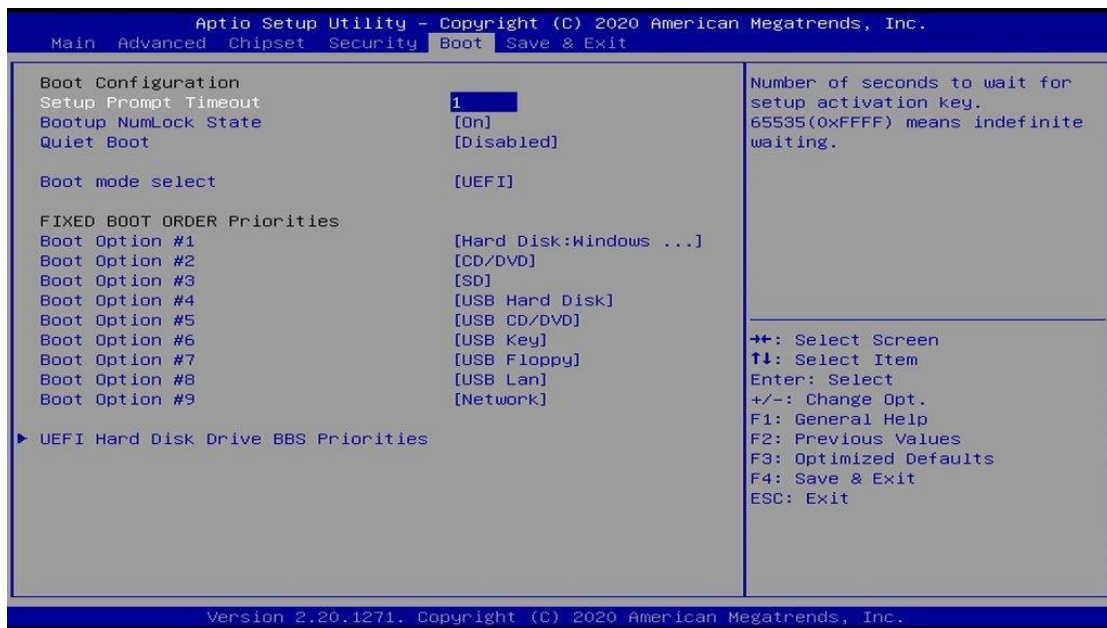 Aptio Setup Utility – Copyright (C) 2020 American Megatrends, Inc.
Main Advanced Chipset Security Boot Save & Exit
Boot Configuration
Setup Prompt Timeout 1
Bootup NumLock State [On]
Quiet Boot [Disabled]
Boot mode select [UEFI]
FIXED BOOT ORDER Priorities
Boot Option #1 [Hard Disk:Windows ...]
Boot Option #2 [CD/DVD]
Boot Option #3 [SD]
Boot Option #4 [USB Hard Disk]
Boot Option #5 [USB CD/DVD]
Boot Option #6 [USB Key]
Boot Option #7 [USB Floppy]
Boot Option #8 [USB Lan]
Boot Option #9 [Network]
▶ UEFI Hard Disk Drive BBS Priorities
Number of seconds to wait for
setup activation key.
65535(0xFFFF) means indefinite
waiting.
→←: Select Screen
↑↓: Select Item
Enter: Select
+/-: Change Opt.
F1: General Help
F2: Previous Values
F3: Optimized Defaults
F4: Save & Exit
ESC: Exit
Version 2.20.1271. Copyright (C) 2020 American Megatrends, Inc.